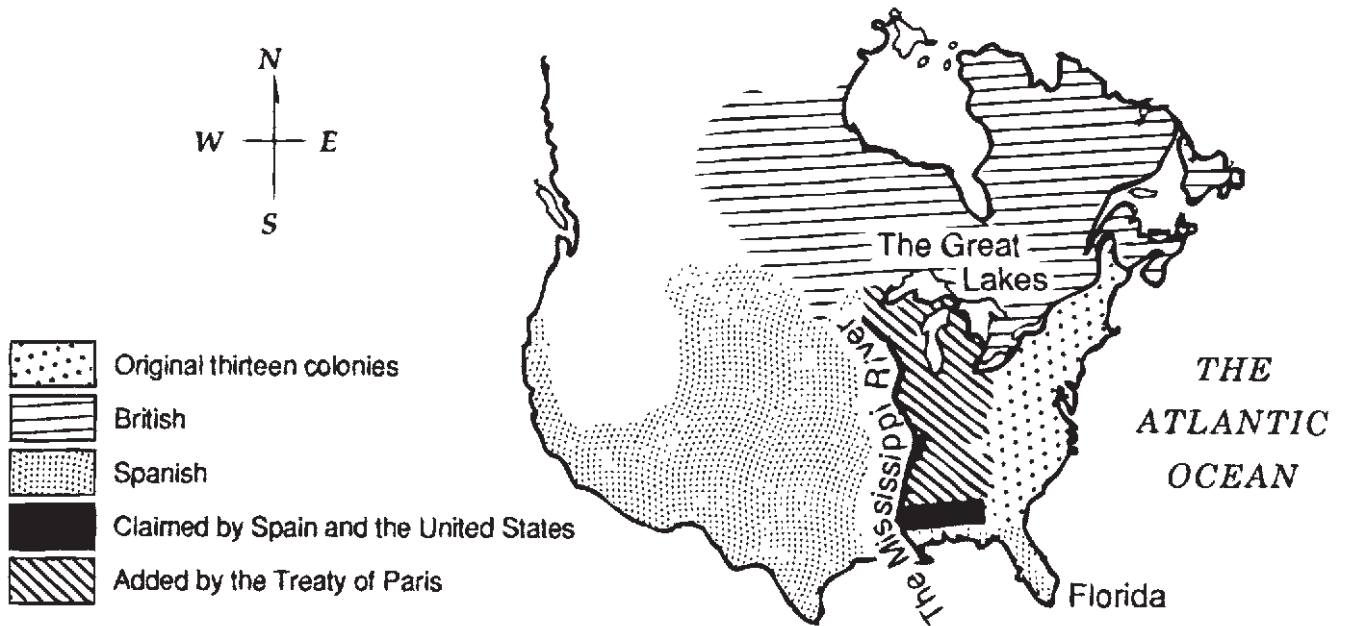 N
W E
S
The Great
Lakes
The Mississippi River
THE
ATLANTIC
OCEAN
Florida
Original thirteen colonies
British
Spanish
Claimed by Spain and the United States
Added by the Treaty of Paris